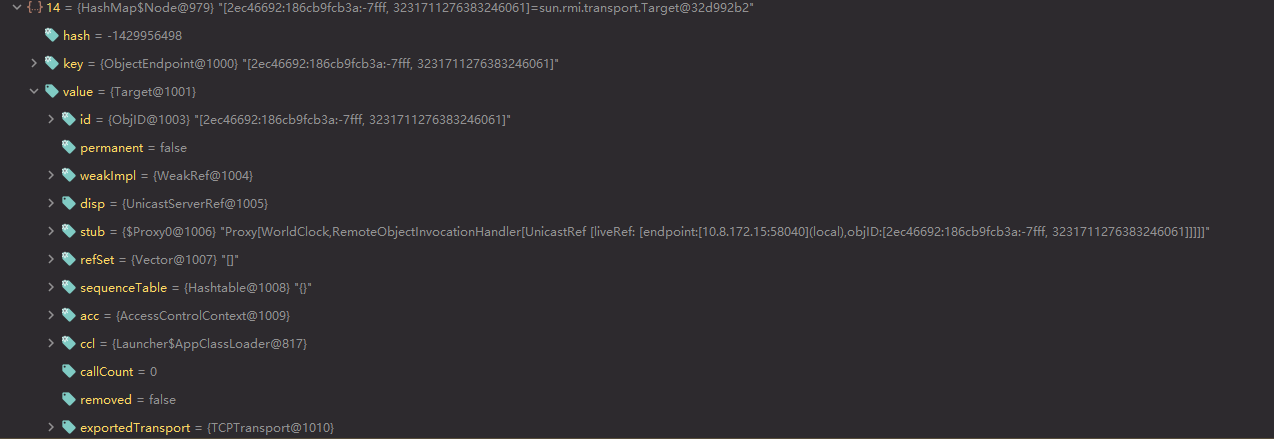 14 = {HashMap$Node@979} "[2ec46692:186cb9fcb3a:-7fff, 3231711276383246061]=sun.rmi.transport.Target@32d992b2"
hash = -1429956498
key = {ObjectEndpoint@1000} "[2ec46692:186cb9fcb3a:-7fff, 3231711276383246061]"
value = {Target@1001}
id = {ObjID@1003} "[2ec46692:186cb9fcb3a:-7fff, 3231711276383246061]"
permanent = false
weakImpl = {WeakRef@1004}
disp = {UnicastServerRef@1005}
stub = {$Proxy0@1006} "Proxy[WorldClock,RemoteObjectInvocationHandler[UnicastRef [liveRef: [endpoint:[10.8.172.15:58040](local),objID:[2ec46692:186cb9fcb3a:-7fff, 3231711276383246061]]]]]"
refSet = {Vector@1007} "[]"
sequenceTable = {Hashtable@1008} "{}"
acc = {AccessControlContext@1009}
ccl = {Launcher$AppClassLoader@817}
callCount = 0
removed = false
exportedTransport = {TCPTransport@1010}